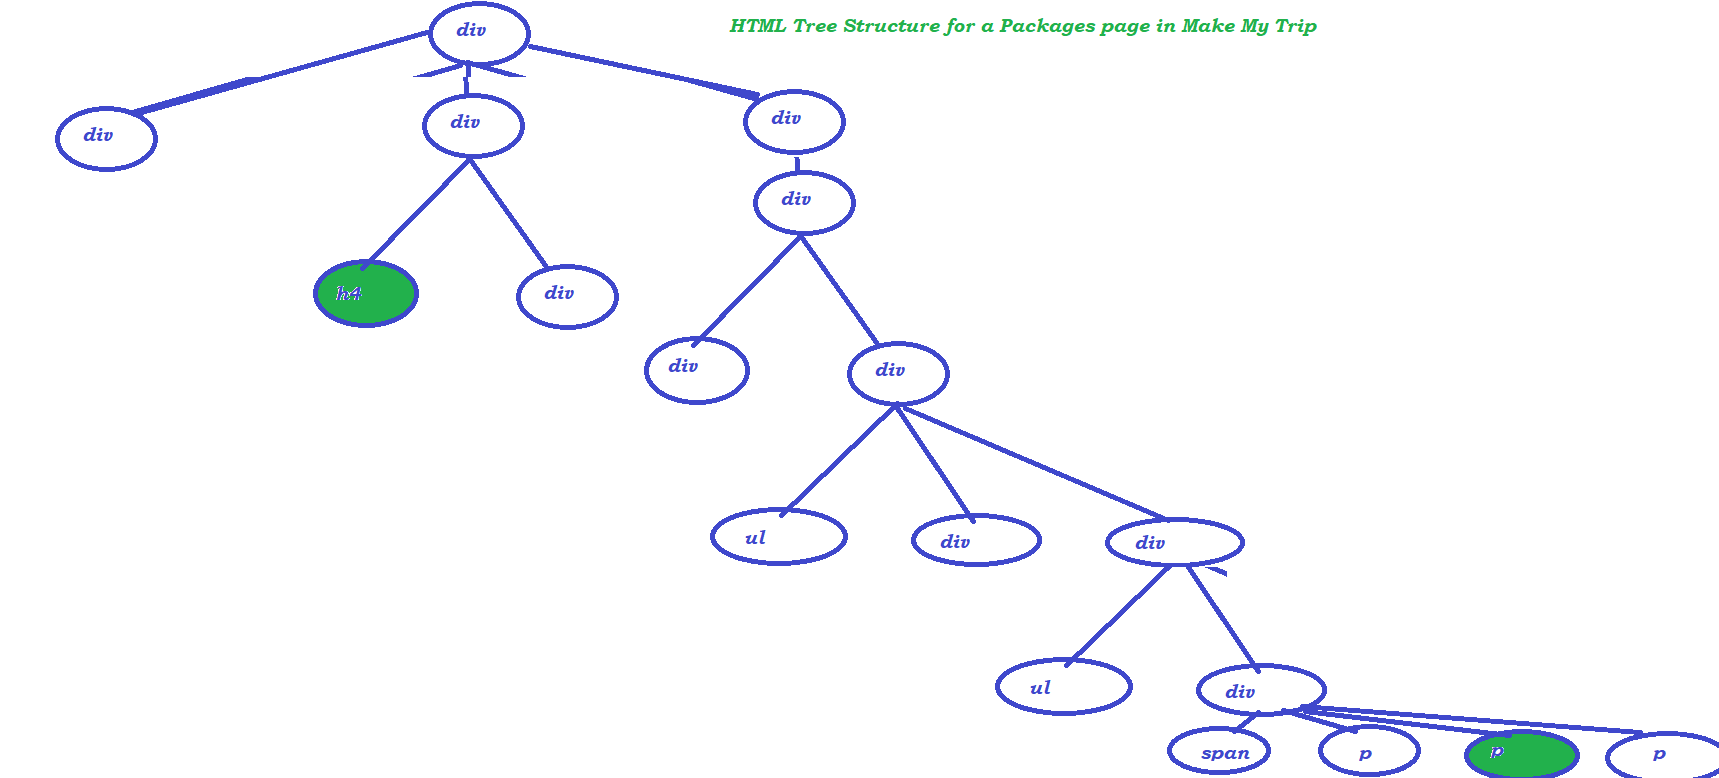 HTML Tree Structure for a Packages page in Make My Trip
div
div
div
div
div
h4
div
div
div
ul
div
div
ul
div
span
p
p
p